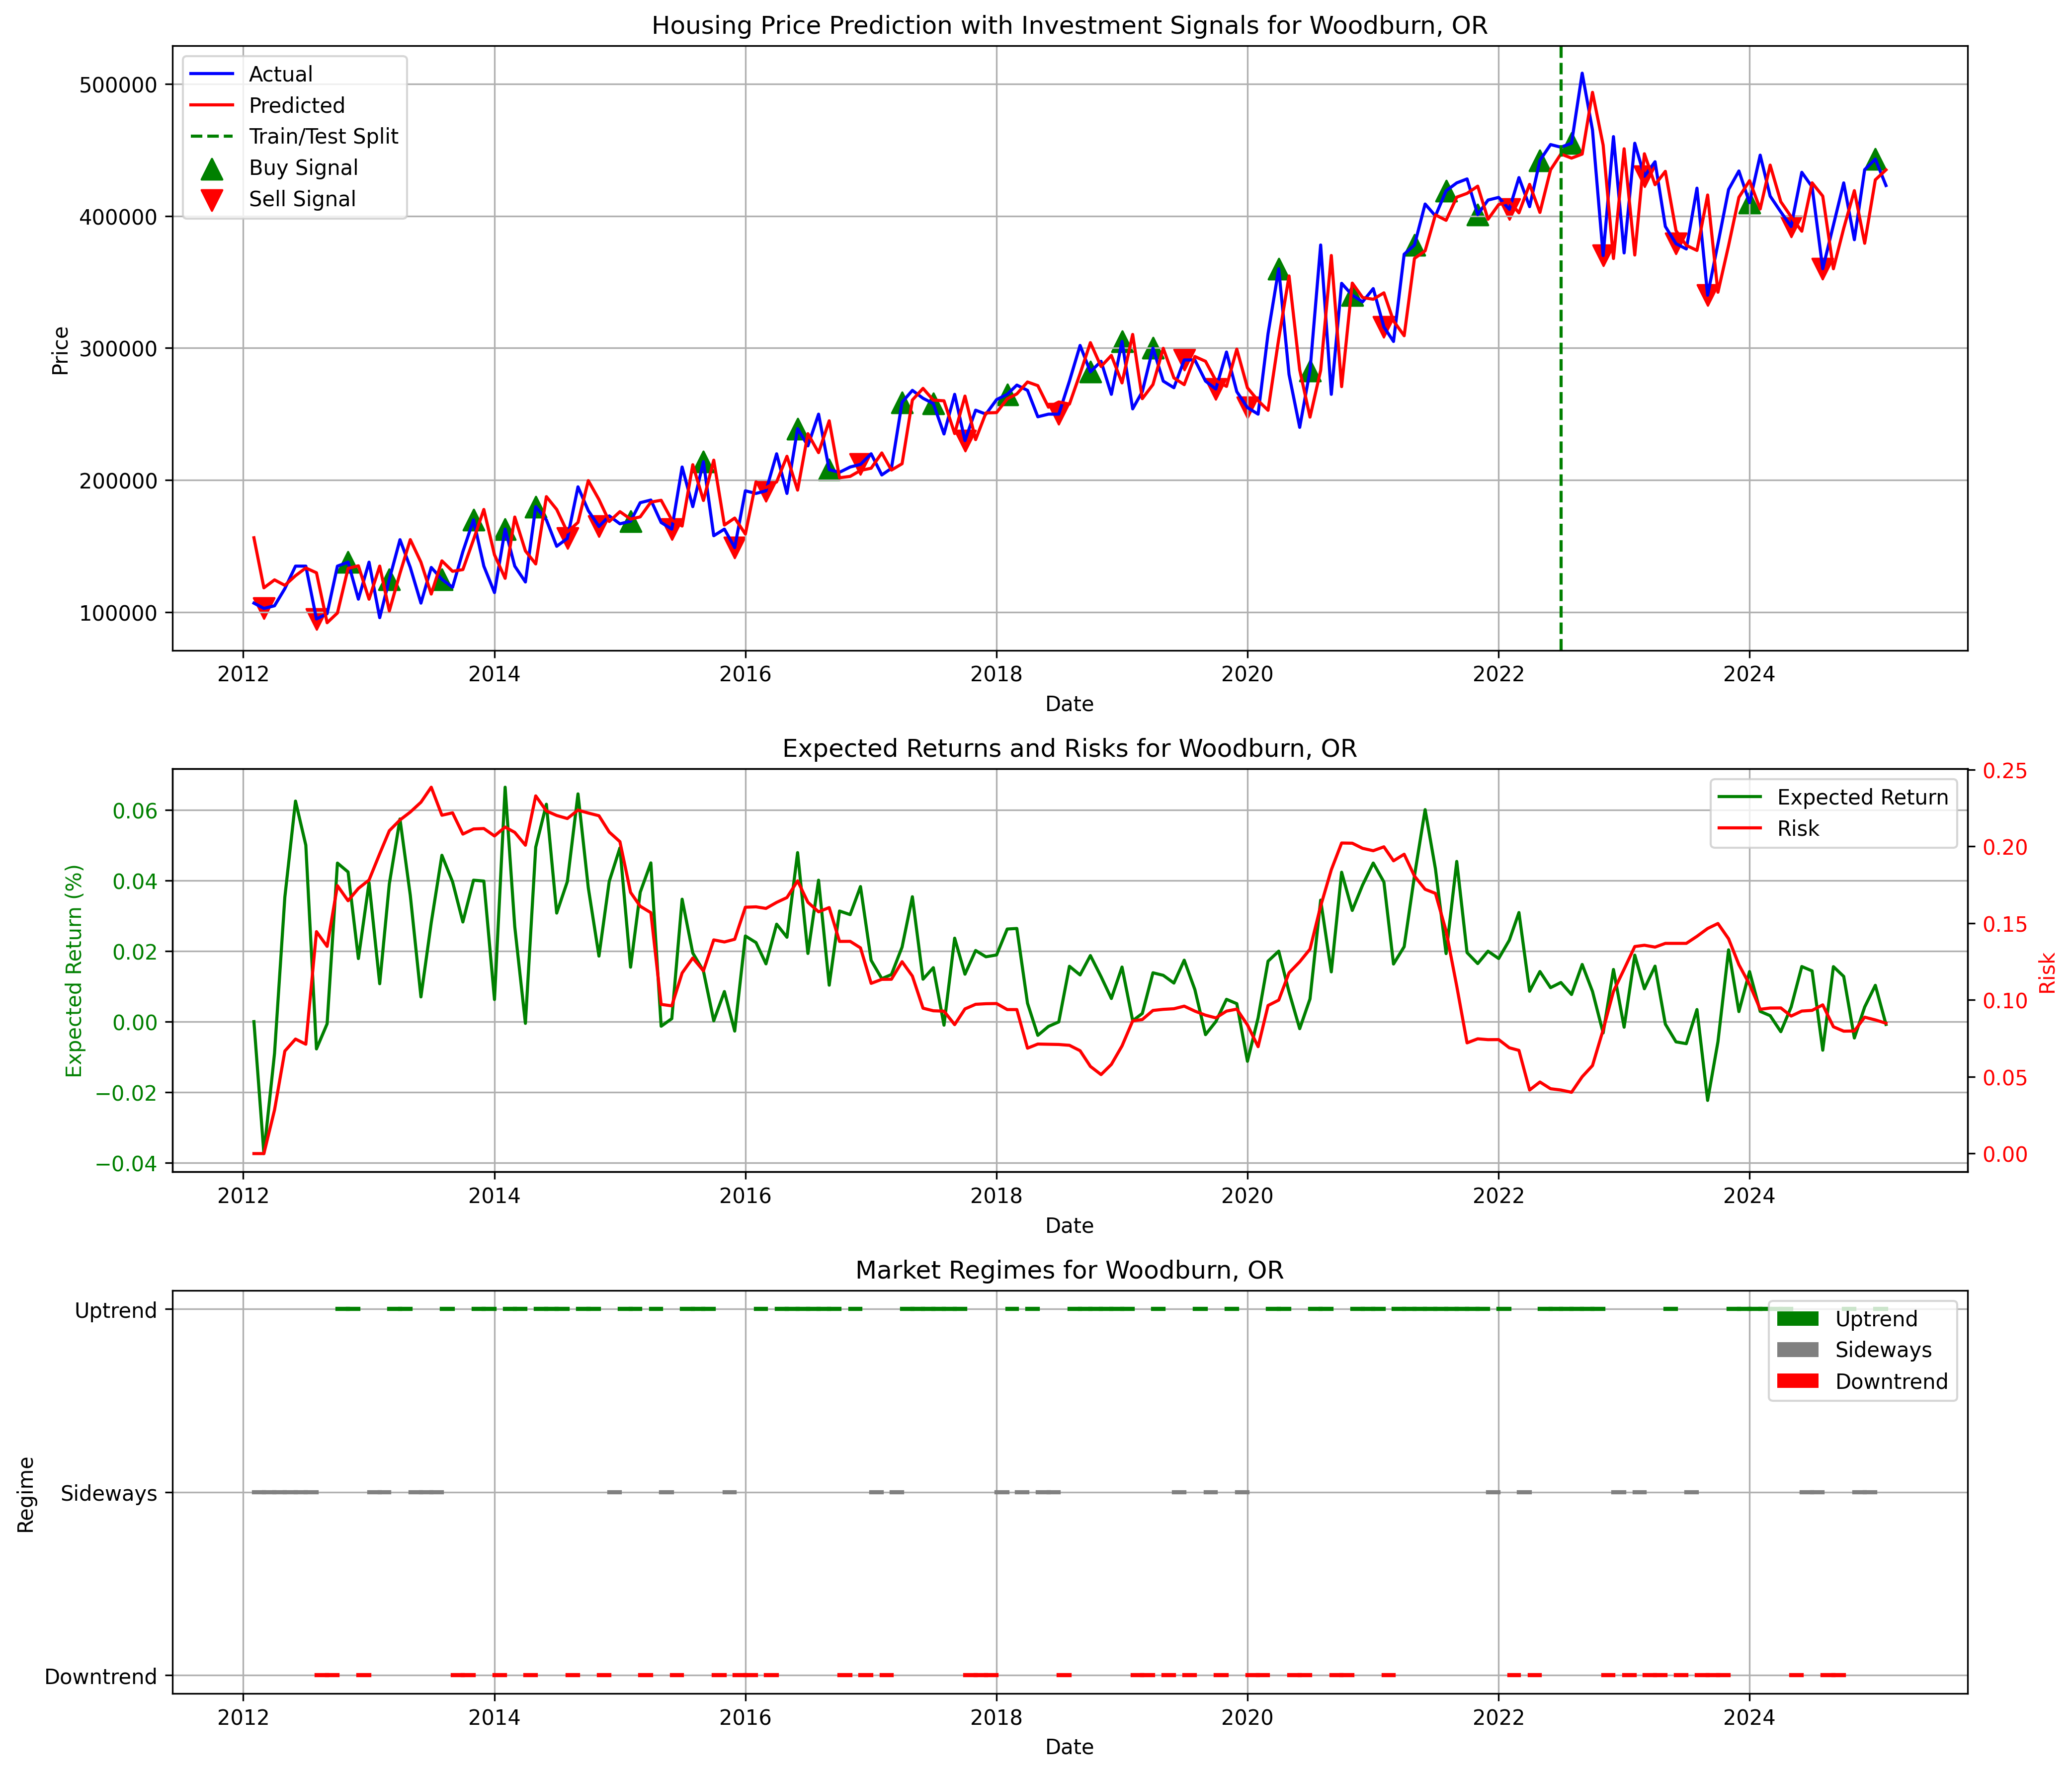 Housing Price Prediction with Investment Signals for Woodburn, OR
Actual
Predicted
Train/Test Split
Buy Signal
Sell Signal
500000
400000
300000
200000
100000
Price
2012 2014 2016 2018 2020 2022 2024
Date
Expected Returns and Risks for Woodburn, OR
Expected Return
Risk
0.06
0.04
0.02
0.00
−0.02
−0.04
Expected Return (%)
0.25
0.20
0.15
0.10
0.05
0.00
Risk
2012 2014 2016 2018 2020 2022 2024
Date
Market Regimes for Woodburn, OR
Uptrend
Sideways
Downtrend
Uptrend
Sideways
Downtrend
Regime
2012 2014 2016 2018 2020 2022 2024
Date